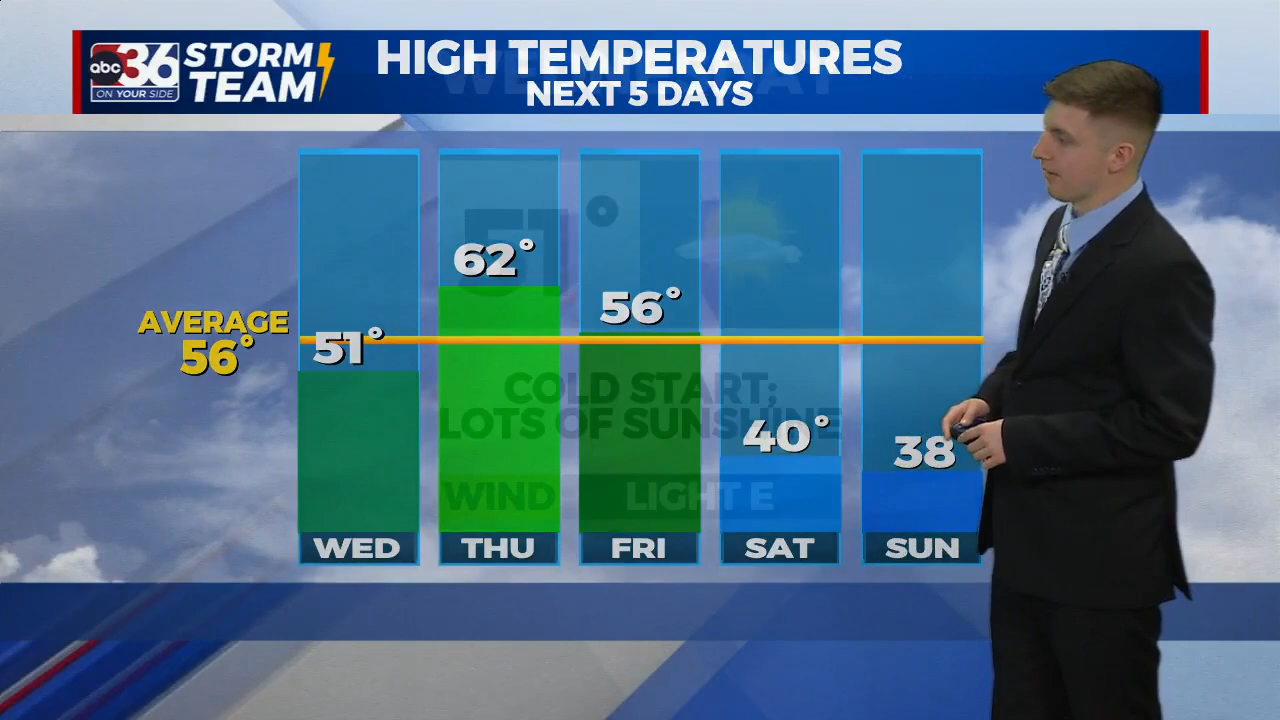 abc 36
ON YOUR SIDE
STORM
TEAM
HIGH TEMPERATURES
NEXT 5 DAYS
51°
62°
56°
40°
38
AVERAGE
56°
51°
COLD START;
LOTS OF SUNSHINE
WIND
LIGHT E
WED
THU
FRI
SAT
SUN